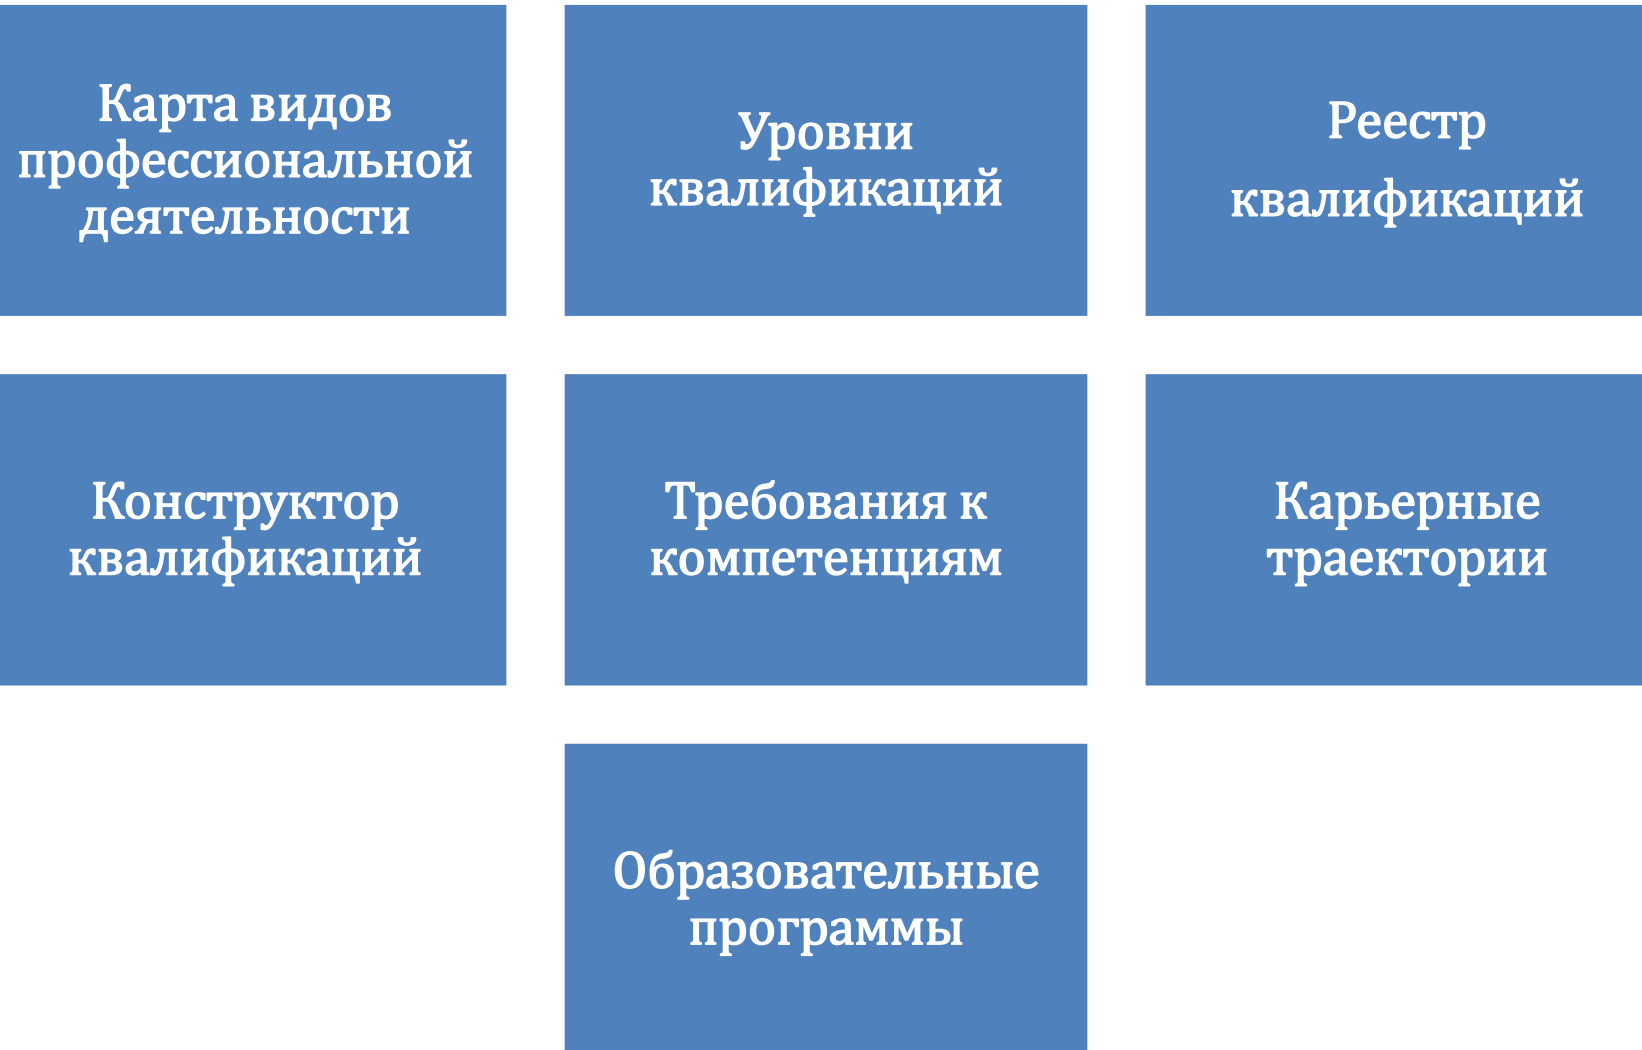 Карта видов
профессиональной
деятельности
Уровни
квалификаций
Реестр
квалификаций
Конструктор
квалификаций
Требования к
компетенциям
Карьерные
траектории
Образовательные
программы